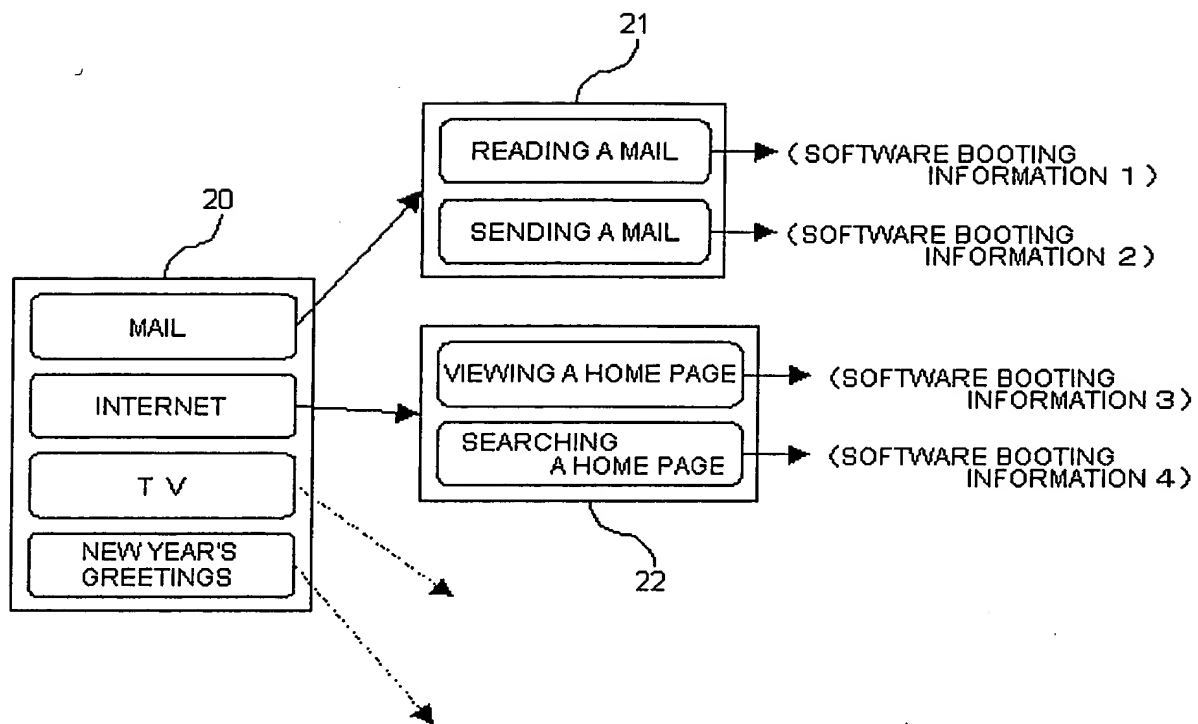 21
READING A MAIL
(SOFTWARE BOOTING
INFORMATION 1)
20
SENDING A MAIL
(SOFTWARE BOOTING
INFORMATION 2)
MAIL
INTERNET
T V
NEW YEAR'S
GREETINGS
VIEWING A HOME PAGE
(SOFTWARE BOOTING
INFORMATION 3)
SEARCHING
A HOME PAGE
(SOFTWARE BOOTING
INFORMATION 4)
22